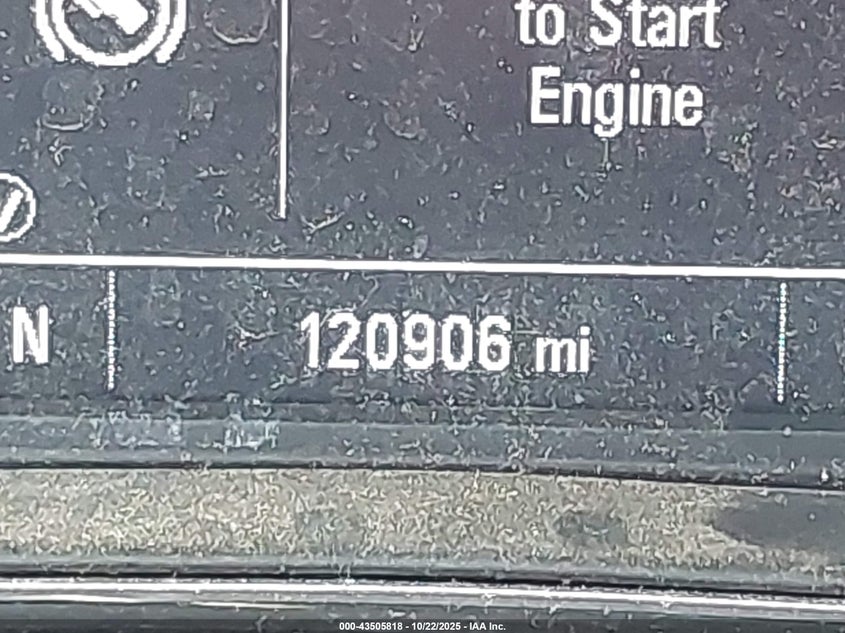 to Start
Engine
N
120906 mi
000-43505818 - 10/22/2025 - IAA Inc.